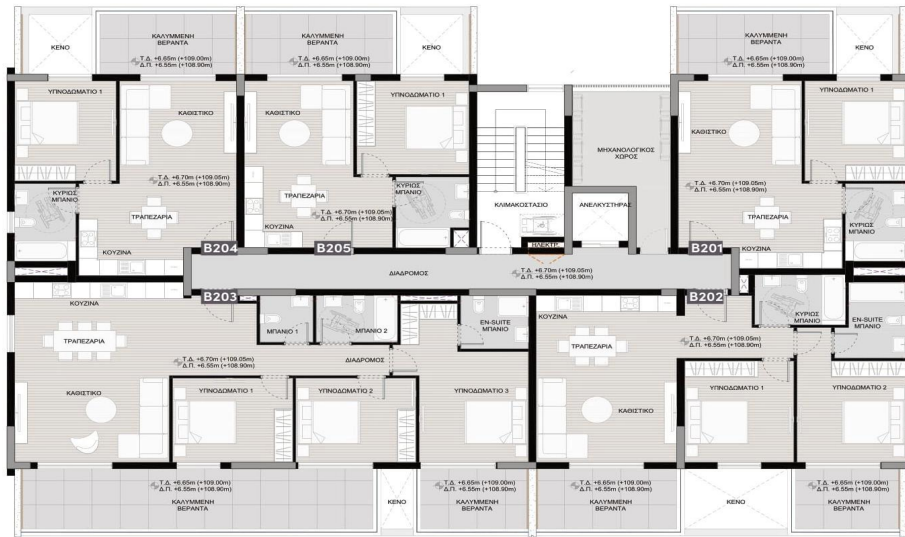 ΚΕΝΟ
ΚΑΛΥΜΜΕΝΗ
ΒΕΡΑΝΤΑ
Τ.Δ. +6.65m (+109.00m)
Δ.Π. +6.55m (+108.90m)
ΚΑΛΥΜΜΕΝΗ
ΒΕΡΑΝΤΑ
Τ.Δ. +6.65m (+109.00m)
Δ.Π. +6.55m (+108.90m)
ΚΕΝΟ
ΚΑΛΥΜΜΕΝΗ
ΒΕΡΑΝΤΑ
Τ.Δ. +6.65m (+109.00m)
Δ.Π. +6.55m (+108.90m)
ΚΕΝΟ
ΥΠΝΟΔΩΜΑΤΙΟ 1
ΚΑΘΙΣΤΙΚΟ
Τ.Δ. +6.70m (+109.05m)
Δ.Π. +6.55m (+108.90m)
ΚΥΡΙΩΣ
ΜΠΑΝΙΟ
ΤΡΑΠΕΖΑΡΙΑ
ΚΟΥΖΙΝΑ
B204
ΚΑΘΙΣΤΙΚΟ
ΥΠΝΟΔΩΜΑΤΙΟ 1
ΤΡΑΠΕΖΑΡΙΑ
Τ.Δ. +6.70m (+109.05m)
Δ.Π. +6.55m (+108.90m)
ΚΥΡΙΩΣ
ΜΠΑΝΙΟ
ΚΟΥΖΙΝΑ
B205
ΚΛΙΜΑΚΟΣΤΑΣΙΟ
ΗΛΕΚΤΡ.
ΜΗΧΑΝΟΛΟΓΙΚΟΣ
ΧΩΡΟΣ
ΑΝΕΛΚΥΣΤΗΡΑΣ
ΚΑΘΙΣΤΙΚΟ
ΥΠΝΟΔΩΜΑΤΙΟ 1
Τ.Δ. +6.70m (+109.05m)
Δ.Π. +6.55m (+108.90m)
ΤΡΑΠΕΖΑΡΙΑ
ΚΥΡΙΩΣ
ΜΠΑΝΙΟ
ΚΟΥΖΙΝΑ
B201
ΔΙΑΔΡΟΜΟΣ
Τ.Δ. +6.70m (+109.05m)
Δ.Π. +6.55m (+108.90m)
B203
ΚΟΥΖΙΝΑ
ΤΡΑΠΕΖΑΡΙΑ
Τ.Δ. +6.70m (+109.05m)
Δ.Π. +6.55m (+108.90m)
ΚΑΘΙΣΤΙΚΟ
ΜΠΑΝΙΟ 1
ΜΠΑΝΙΟ 2
ΔΙΑΔΡΟΜΟΣ
EN-SUITE
ΜΠΑΝΙΟ
ΥΠΝΟΔΩΜΑΤΙΟ 1
ΥΠΝΟΔΩΜΑΤΙΟ 2
ΥΠΝΟΔΩΜΑΤΙΟ 3
B202
ΚΟΥΖΙΝΑ
ΤΡΑΠΕΖΑΡΙΑ
ΚΑΘΙΣΤΙΚΟ
Τ.Δ. +6.70m (+109.05m)
Δ.Π. +6.55m (+108.90m)
ΚΥΡΙΩΣ
ΜΠΑΝΙΟ
EN-SUITE
ΜΠΑΝΙΟ
ΥΠΝΟΔΩΜΑΤΙΟ 1
ΥΠΝΟΔΩΜΑΤΙΟ 2
Τ.Δ. +6.65m (+109.00m)
Δ.Π. +6.55m (+108.90m)
ΚΑΛΥΜΜΕΝΗ
ΒΕΡΑΝΤΑ
ΚΕΝΟ
Τ.Δ. +6.65m (+109.00m)
Δ.Π. +6.55m (+108.90m)
ΚΑΛΥΜΜΕΝΗ
ΒΕΡΑΝΤΑ
Τ.Δ. +6.65m (+109.00m)
Δ.Π. +6.55m (+108.90m)
ΚΑΛΥΜΜΕΝΗ
ΒΕΡΑΝΤΑ
ΚΕΝΟ
Τ.Δ. +6.65m (+109.00m)
Δ.Π. +6.55m (+108.90m)
ΚΑΛΥΜΜΕΝΗ
ΒΕΡΑΝΤΑ